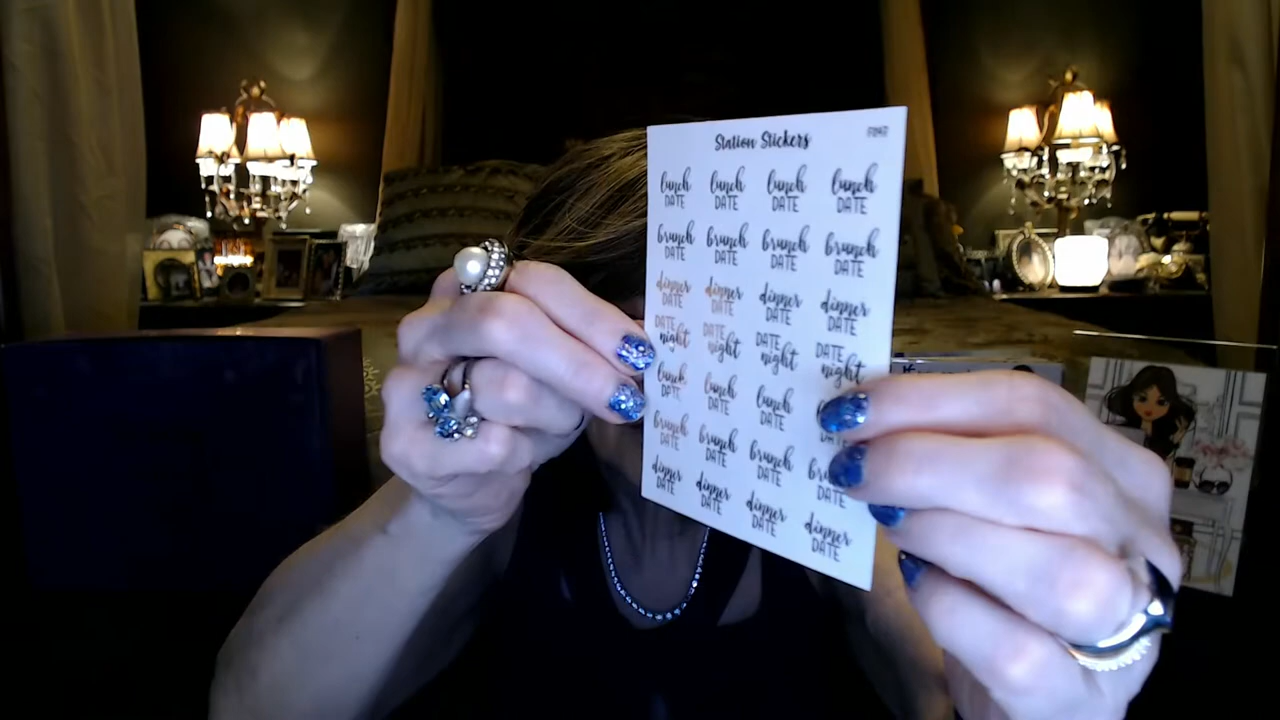 Station Stickers
lunch DATE lunch DATE lunch DATE lunch DATE
brunch DATE brunch DATE brunch DATE brunch DATE
dinner DATE dinner DATE dinner DATE dinner DATE
DATE night DATE night DATE night DATE night
lunch DATE lunch DATE lunch DATE
brunch DATE brunch DATE brunch DATE
dinner DATE dinner DATE dinner DATE dinner DATE